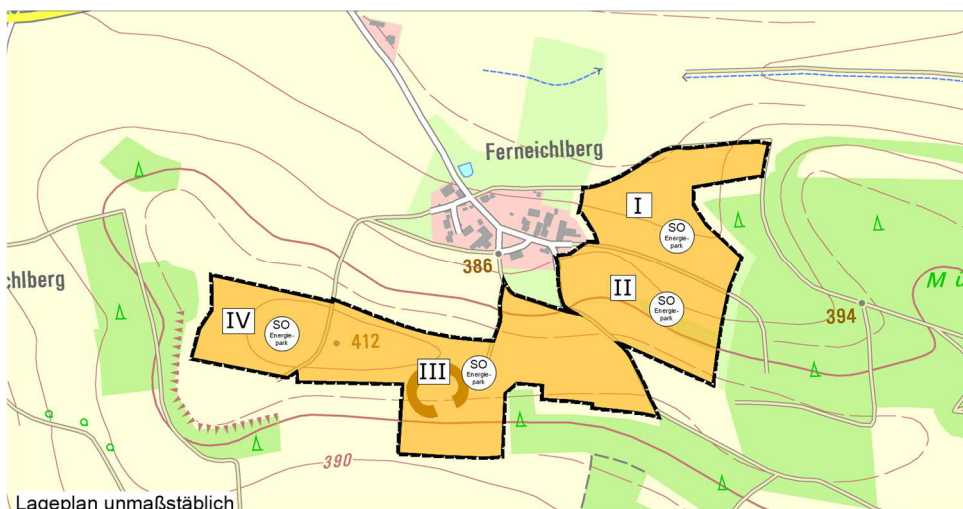 Ferneichlberg
I
SO
Energie-
park
386
chlberg
II
SO
Energie-
park
M ü
394
IV
SO
Energie-
park
412
III
SO
Energie-
park
390
Lageplan unmaßstäblich